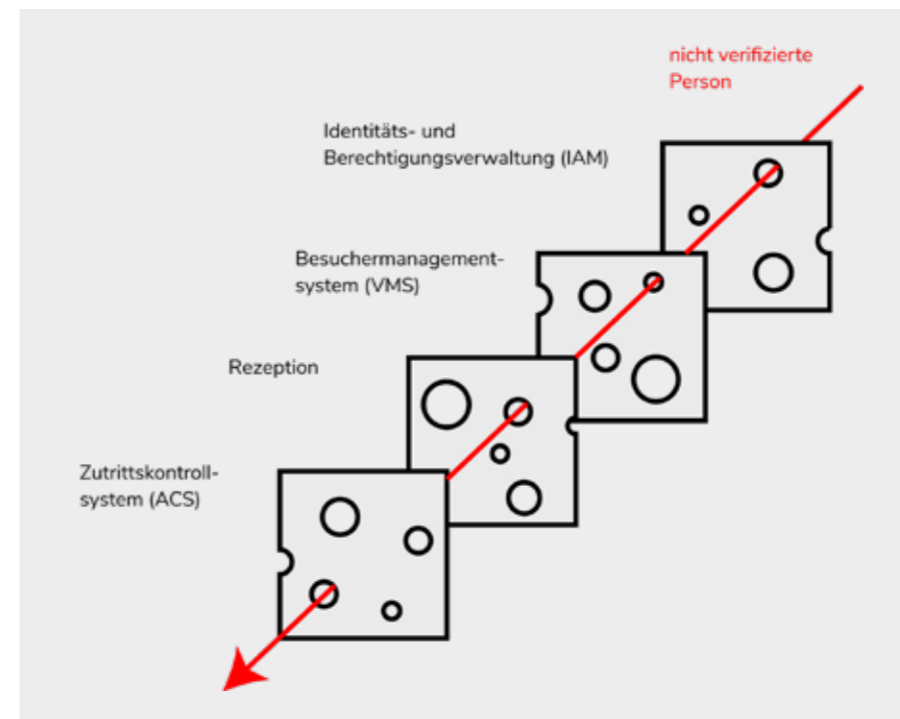 nicht verifizierte
Person
Identitäts- und
Berechtigungsverwaltung (IAM)
Besuchermanagement-
system (VMS)
Rezeption
Zutrittskontroll-
system (ACS)